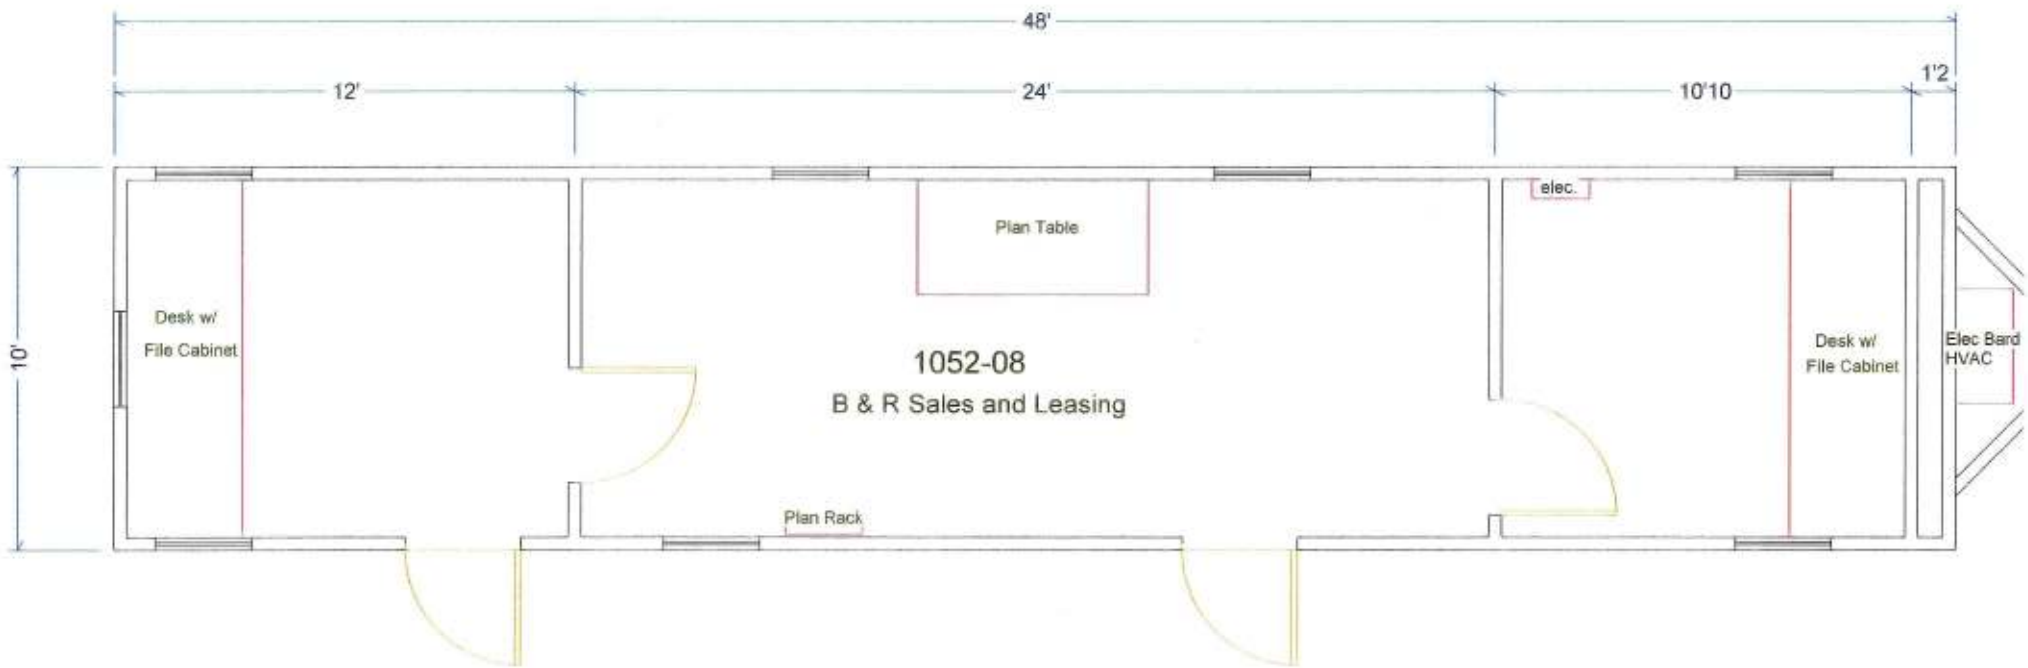 48'
12'
24'
10'10
1'2
10'
elec.
Plan Table
Desk w/
File Cabinet
1052-08
B & R Sales and Leasing
Desk w/
File Cabinet
Elec Bard
HVAC
Plan Rack